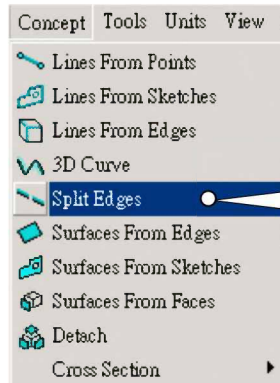 Concept Tools Units View
Lines From Points
Lines From Sketches
Lines From Edges
3D Curve
Split Edges
Surfaces From Edges
Surfaces From Sketches
Surfaces From Faces
Detach
Cross Section